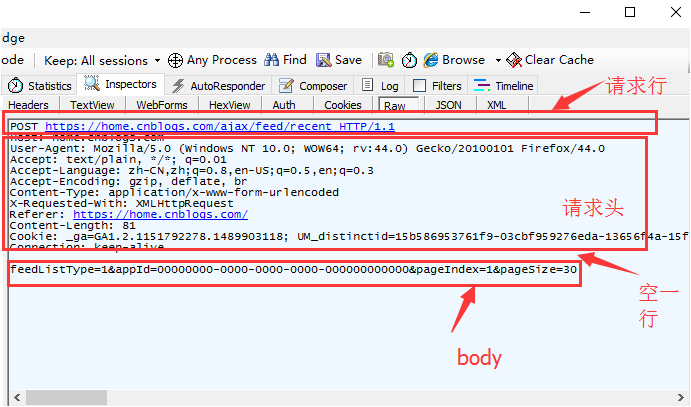 dge
ode Keep: All sessions Any Process Find Save Browse Clear Cache
Statistics Inspectors AutoResponder Composer Log Filters Timeline
Headers TextView WebForms HexView Auth Cookies Raw JSON XML
请求行
POST https://home.cnblogs.com/ajax/feed/recent HTTP/1.1
Host: home.cnblogs.com
User-Agent: Mozilla/5.0 (Windows NT 10.0; WOW64; rv:44.0) Gecko/20100101 Firefox/44.0
Accept: text/plain, */*; q=0.01
Accept-Language: zh-CN,zh;q=0.8,en-US;q=0.5,en;q=0.3
Accept-Encoding: gzip, deflate, br
Content-Type: application/x-www-form-urlencoded
X-Requested-With: XMLHttpRequest
请求头
Referer: https://home.cnblogs.com/
Content-Length: 81
Cookie: _ga=GA1.2.1151792278.1489903118; UM_distinctid=15b586953761f9-03cbf959276eda-13656f4a-15f
Connection: keep-alive
feedListType=1&appId=00000000-0000-0000-0000-000000000000&pageIndex=1&pageSize=30
空一
行
body